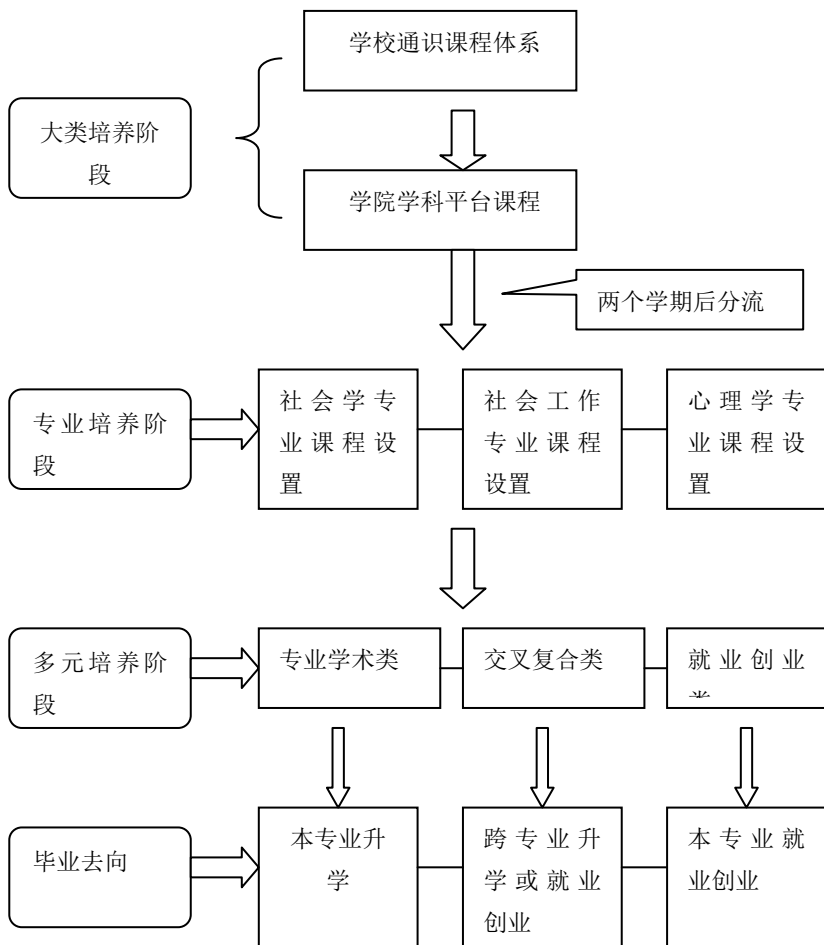 学校通识课程体系
大类培养阶
段
学院学科平台课程
两个学期后分流
专业培养阶
段
社会学专
业课程设
置
社会工作
专业课程
设置
心理学专
业课程设
置
多元培养阶
段
专业学术类
交叉复合类
就业创业
类
毕业去向
本专业升
学
跨专业升
学或就业
创业
本专业就
业创业